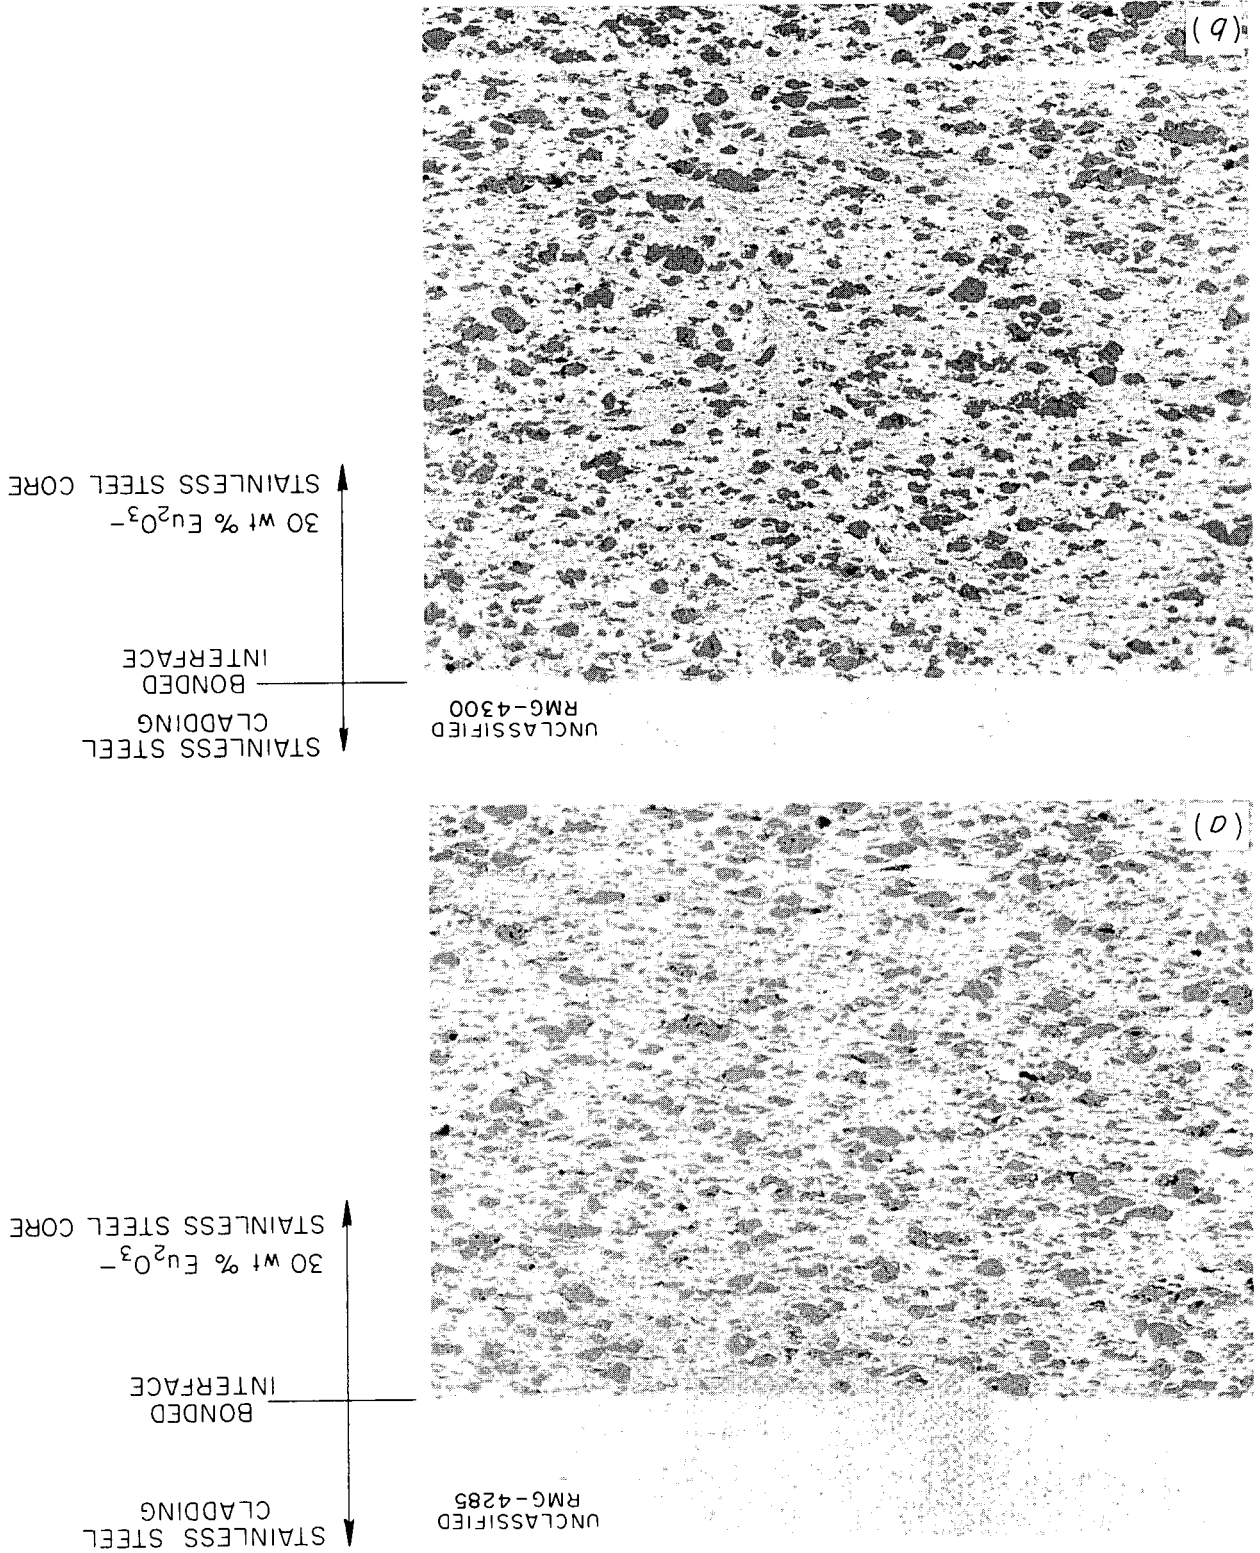 UNCLASSIFIED
RMG-4285
STAINLESS STEEL
CLADDING
BONDED
INTERFACE
30 wt % Eu₂O₃–
STAINLESS STEEL CORE
(a)
UNCLASSIFIED
RMG-4300
STAINLESS STEEL
CLADDING
BONDED
INTERFACE
30 wt % Eu₂O₃–
STAINLESS STEEL CORE
(b)